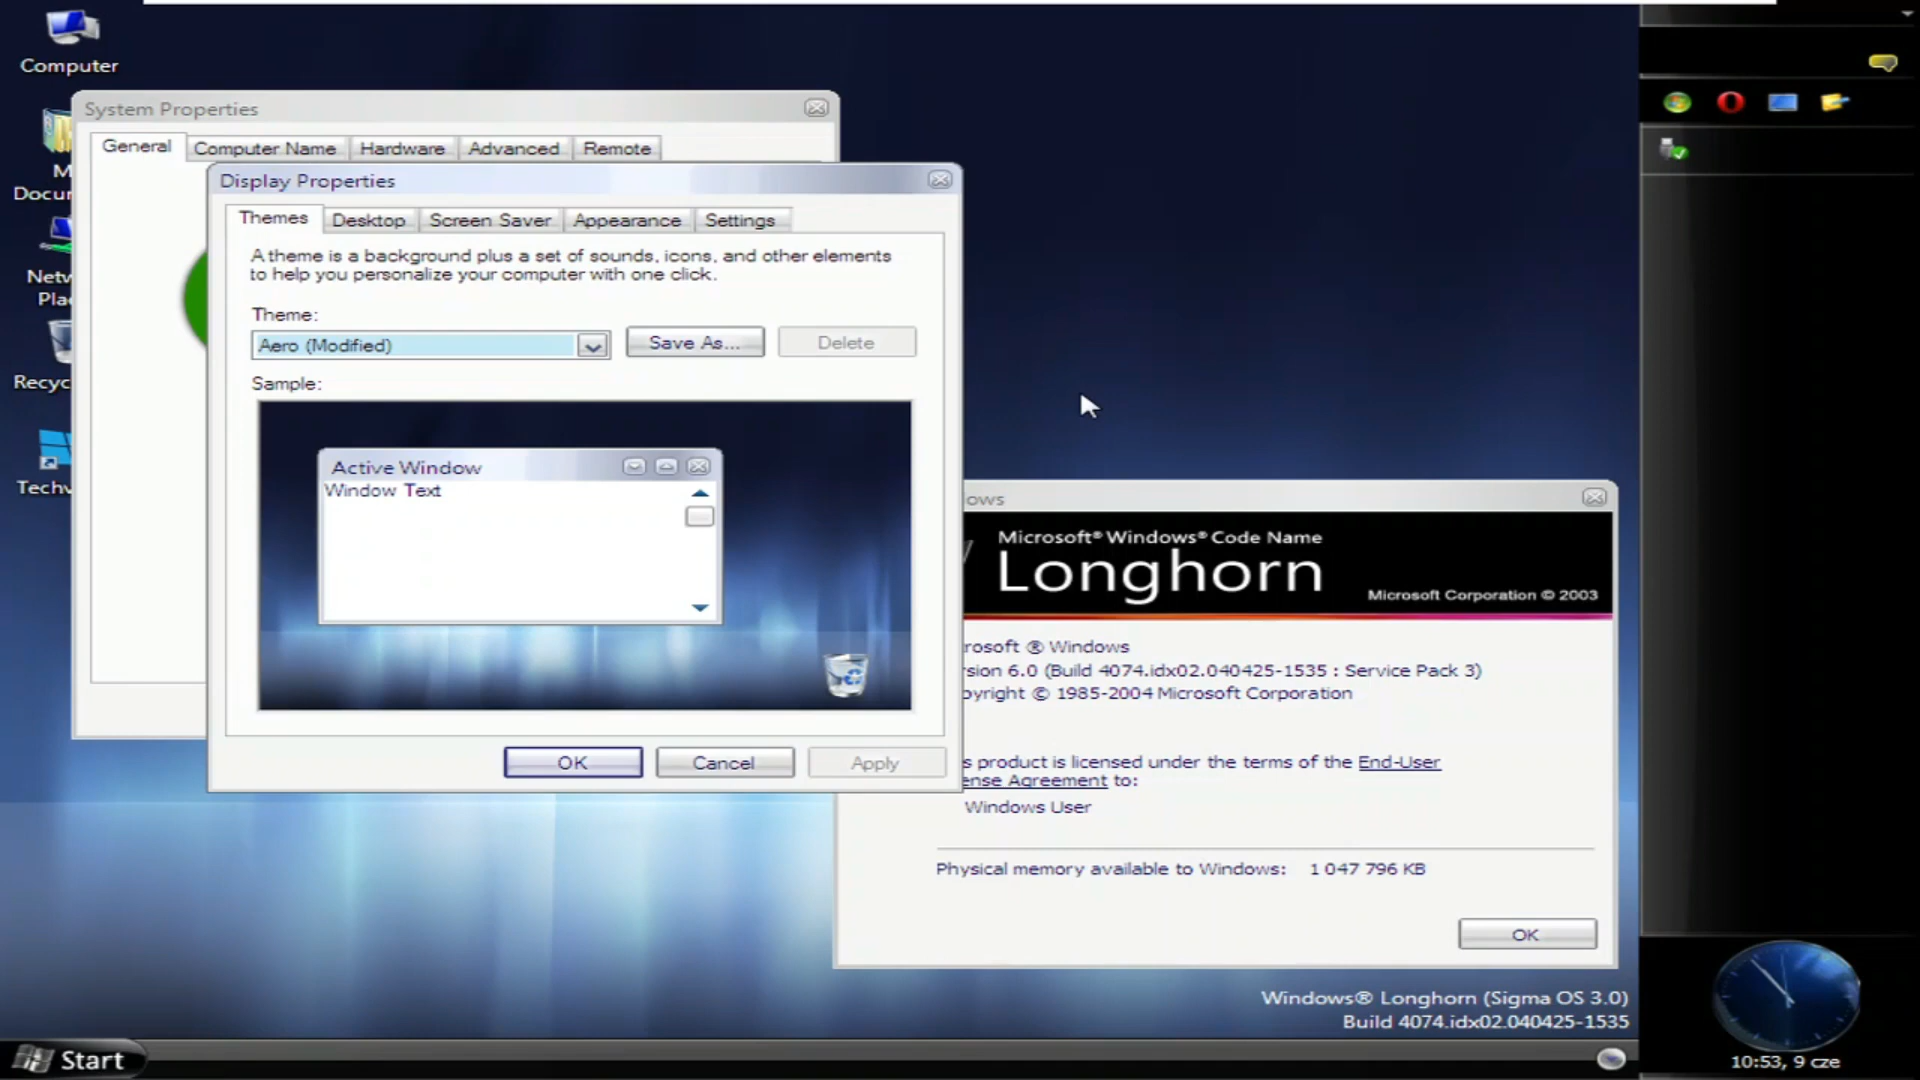 Computer
M
Docun
Netw
Plac
Recyc
Techv
System Properties
General
Computer Name
Hardware
Advanced
Remote
Display Properties
Themes
Desktop
Screen Saver
Appearance
Settings
A theme is a background plus a set of sounds, icons, and other elements
to help you personalize your computer with one click.
Theme:
Aero (Modified)
Save As...
Delete
Sample:
Active Window
Window Text
OK
Cancel
Apply
ows
Microsoft® Windows® Code Name
Longhorn
Microsoft Corporation © 2003
rosoft ® Windows
rsion 6.0 (Build 4074.idx02.040425-1535 : Service Pack 3)
pyright © 1985-2004 Microsoft Corporation
s product is licensed under the terms of the End-User
ense Agreement to:
Windows User
Physical memory available to Windows: 1 047 796 KB
OK
Windows® Longhorn (Sigma OS 3.0)
Build 4074.idx02.040425-1535
Start
10:53, 9 cze